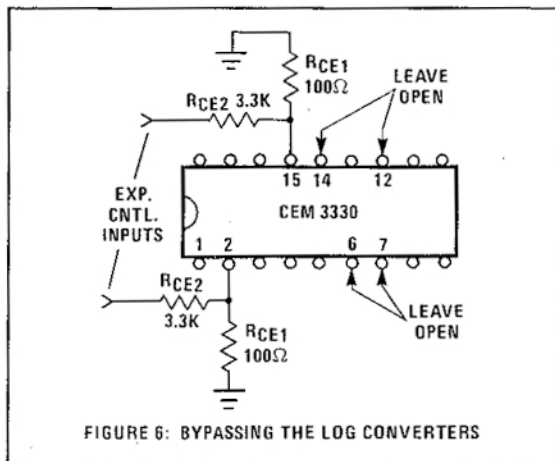 RCE1
100Ω
LEAVE
OPEN
RCE2 3.3K
15 14 12
EXP.
CNTL.
INPUTS
CEM 3330
1 2 6 7
RCE2
3.3K
RCE1
100Ω
LEAVE
OPEN
FIGURE 6: BYPASSING THE LOG CONVERTERS